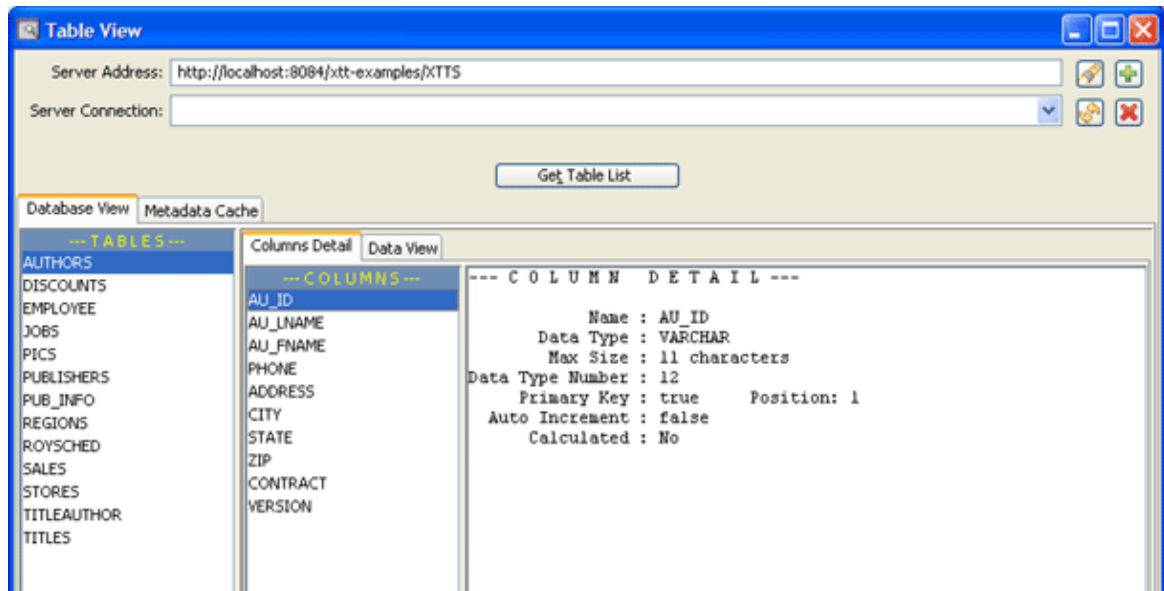 Table View
Server Address: http://localhost:8084/xtt-examples/XTTS
Server Connection:
Get Table List
Database View Metadata Cache
--- T A B L E S ---
AUTHORS
DISCOUNTS
EMPLOYEE
JOBS
PICS
PUBLISHERS
PUB_INFO
REGIONS
ROYSCHED
SALES
STORES
TITLEAUTHOR
TITLES
Columns Detail Data View
--- C O L U M N S ---
AU_ID
AU_LNAME
AU_FNAME
PHONE
ADDRESS
CITY
STATE
ZIP
CONTRACT
VERSION
--- C O L U M N   D E T A I L ---
Name : AU_ID
Data Type : VARCHAR
Max Size : 11 characters
Data Type Number : 12
Primary Key : true Position: 1
Auto Increment : false
Calculated : No